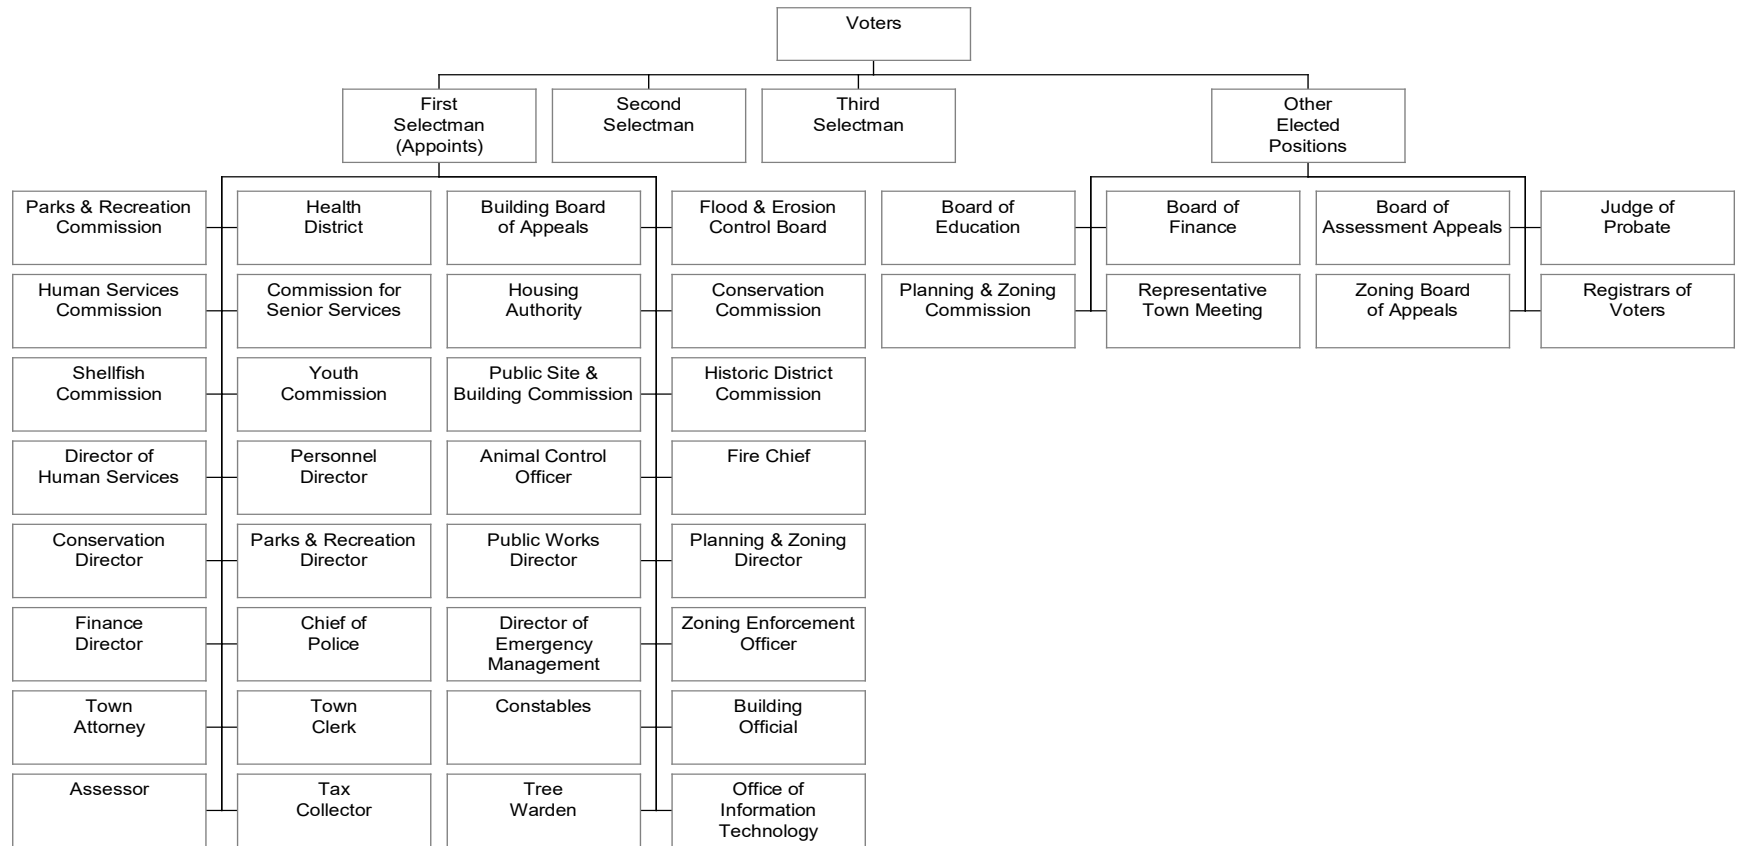 Voters
First
Selectman
(Appoints)
Second
Selectman
Third
Selectman
Other
Elected
Positions
Parks & Recreation
Commission
Health
District
Building Board
of Appeals
Flood & Erosion
Control Board
Board of
Education
Board of
Finance
Board of
Assessment Appeals
Judge of
Probate
Human Services
Commission
Commission for
Senior Services
Housing
Authority
Conservation
Commission
Planning & Zoning
Commission
Representative
Town Meeting
Zoning Board
of Appeals
Registrars of
Voters
Shellfish
Commission
Youth
Commission
Public Site &
Building Commission
Historic District
Commission
Director of
Human Services
Personnel
Director
Animal Control
Officer
Fire Chief
Conservation
Director
Parks & Recreation
Director
Public Works
Director
Planning & Zoning
Director
Finance
Director
Chief of
Police
Director of
Emergency
Management
Zoning Enforcement
Officer
Town
Attorney
Town
Clerk
Constables
Building
Official
Assessor
Tax
Collector
Tree
Warden
Office of
Information
Technology